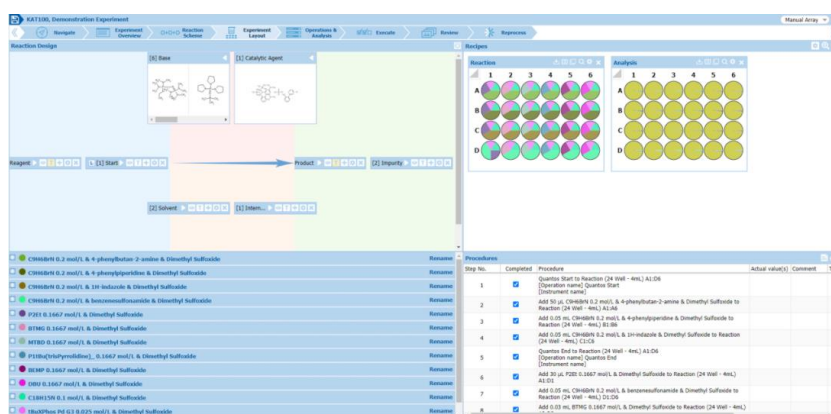 KAT100, Demonstration Experiment
Manual Array
Navigate
Experiment Overview
Reaction Scheme
Experiment Layout
Operations & Analysis
Execute
Review
Reprocess
Reaction Design
[6] Base
[1] Catalytic Agent
Reagent
[1] Start
Product
[2] Impurity
[2] Solvent
[1] Intern...
Recipes
Reaction
1 2 3 4 5 6
A
B
C
D
Analysis
1 2 3 4 5 6
A
B
C
D
C9H6BrN 0.2 mol/L & 4-phenylbutan-2-amine & Dimethyl Sulfoxide Rename
C9H6BrN 0.2 mol/L & 4-phenylpiperidine & Dimethyl Sulfoxide Rename
C9H6BrN 0.2 mol/L & 1H-indazole & Dimethyl Sulfoxide Rename
C9H6BrN 0.2 mol/L & benzenesulfonamide & Dimethyl Sulfoxide Rename
P2Et 0.1667 mol/L & Dimethyl Sulfoxide Rename
BTMG 0.1667 mol/L & Dimethyl Sulfoxide Rename
MTBD 0.1667 mol/L & Dimethyl Sulfoxide Rename
0.1667 mol/L & Dimethyl Sulfoxide Rename
BEMP 0.1667 mol/L & Dimethyl Sulfoxide Rename
DBU 0.1667 mol/L & Dimethyl Sulfoxide Rename
C18H15N 0.1 mol/L & Dimethyl Sulfoxide Rename
tBuXPhos Pd G3 0.025 mol/L & Dimethyl Sulfoxide Rename
Procedures
Step No. Completed Procedure Actual value(s) Comment
1 Quantos Start to Reaction (24 Well - 4mL) A1:D6
[Operation name] Quantos Start
[Instrument name]
2 Add 50 µL C9H6BrN 0.2 mol/L & 4-phenylbutan-2-amine & Dimethyl Sulfoxide to
Reaction (24 Well - 4mL) A1:A6
3 Add 0.05 mL C9H6BrN 0.2 mol/L & 4-phenylpiperidine & Dimethyl Sulfoxide to
Reaction (24 Well - 4mL) B1:B6
4 Add 0.05 mL C9H6BrN 0.2 mol/L & 1H-indazole & Dimethyl Sulfoxide to Reaction
(24 Well - 4mL) C1:C6
5 Quantos End to Reaction (24 Well - 4mL) A1:D6
[Operation name] Quantos End
[Instrument name]
6 Add 30 µL P2Et 0.1667 mol/L & Dimethyl Sulfoxide to Reaction (24 Well - 4mL)
A1:D1
7 Add 0.05 mL C9H6BrN 0.2 mol/L & benzenesulfonamide & Dimethyl Sulfoxide to
Reaction (24 Well - 4mL) D1:D6
8 Add 0.03 mL BTMG 0.1667 mol/L & Dimethyl Sulfoxide to Reaction (24 Well - 4mL)